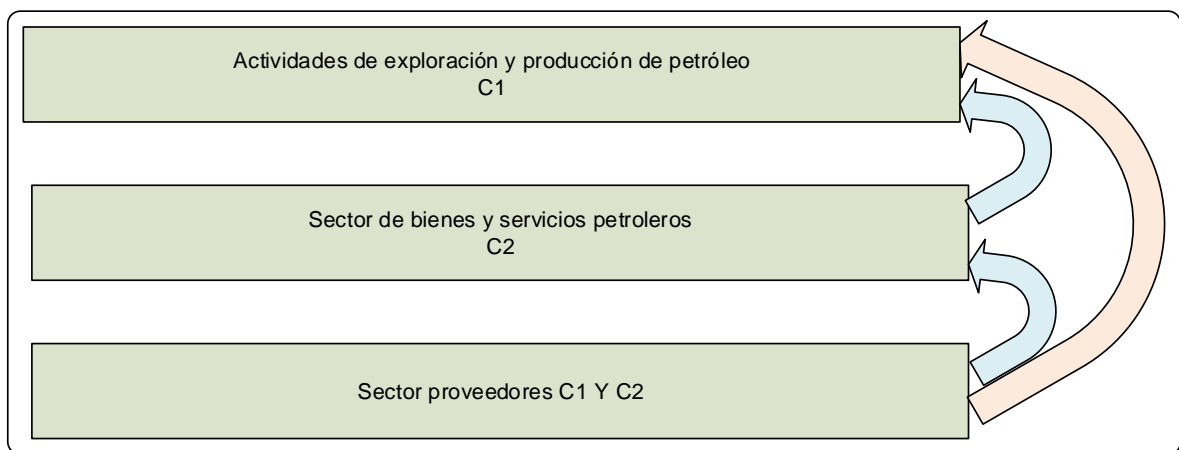 Actividades de exploración y producción de petróleo
C1
Sector de bienes y servicios petroleros
C2
Sector proveedores C1 Y C2